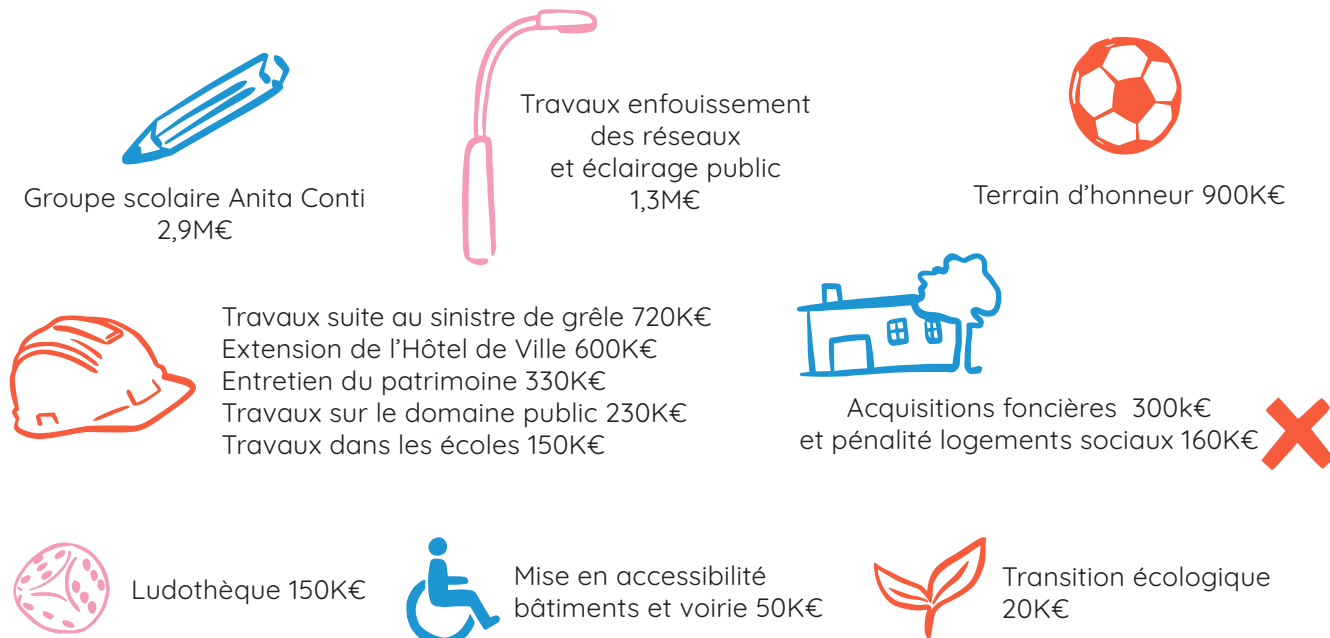 Groupe scolaire Anita Conti
2,9M€
Travaux enfouissement
des réseaux
et éclairage public
1,3M€
Terrain d'honneur 900K€
Travaux suite au sinistre de grêle 720K€
Extension de l'Hôtel de Ville 600K€
Entretien du patrimoine 330K€
Travaux sur le domaine public 230K€
Travaux dans les écoles 150K€
Acquisitions foncières 300k€
et pénalité logements sociaux 160K€
Ludothèque 150K€
Mise en accessibilité
bâtiments et voirie 50K€
Transition écologique
20K€